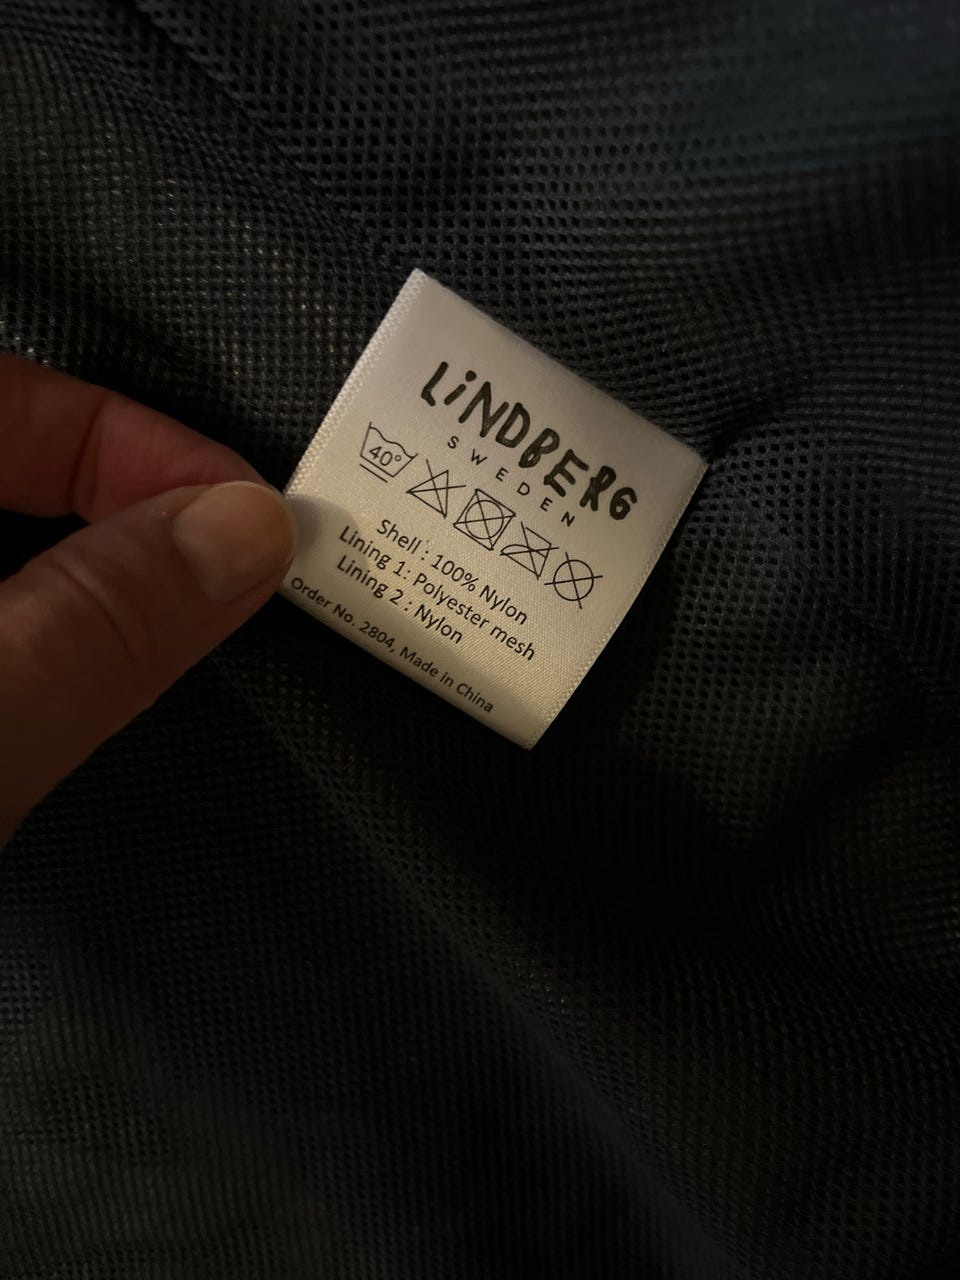 LiNDBERG
SWEDEN
40°
Shell : 100% Nylon
Lining 1: Polyester mesh
Lining 2 : Nylon
Order No. 2804, Made in China